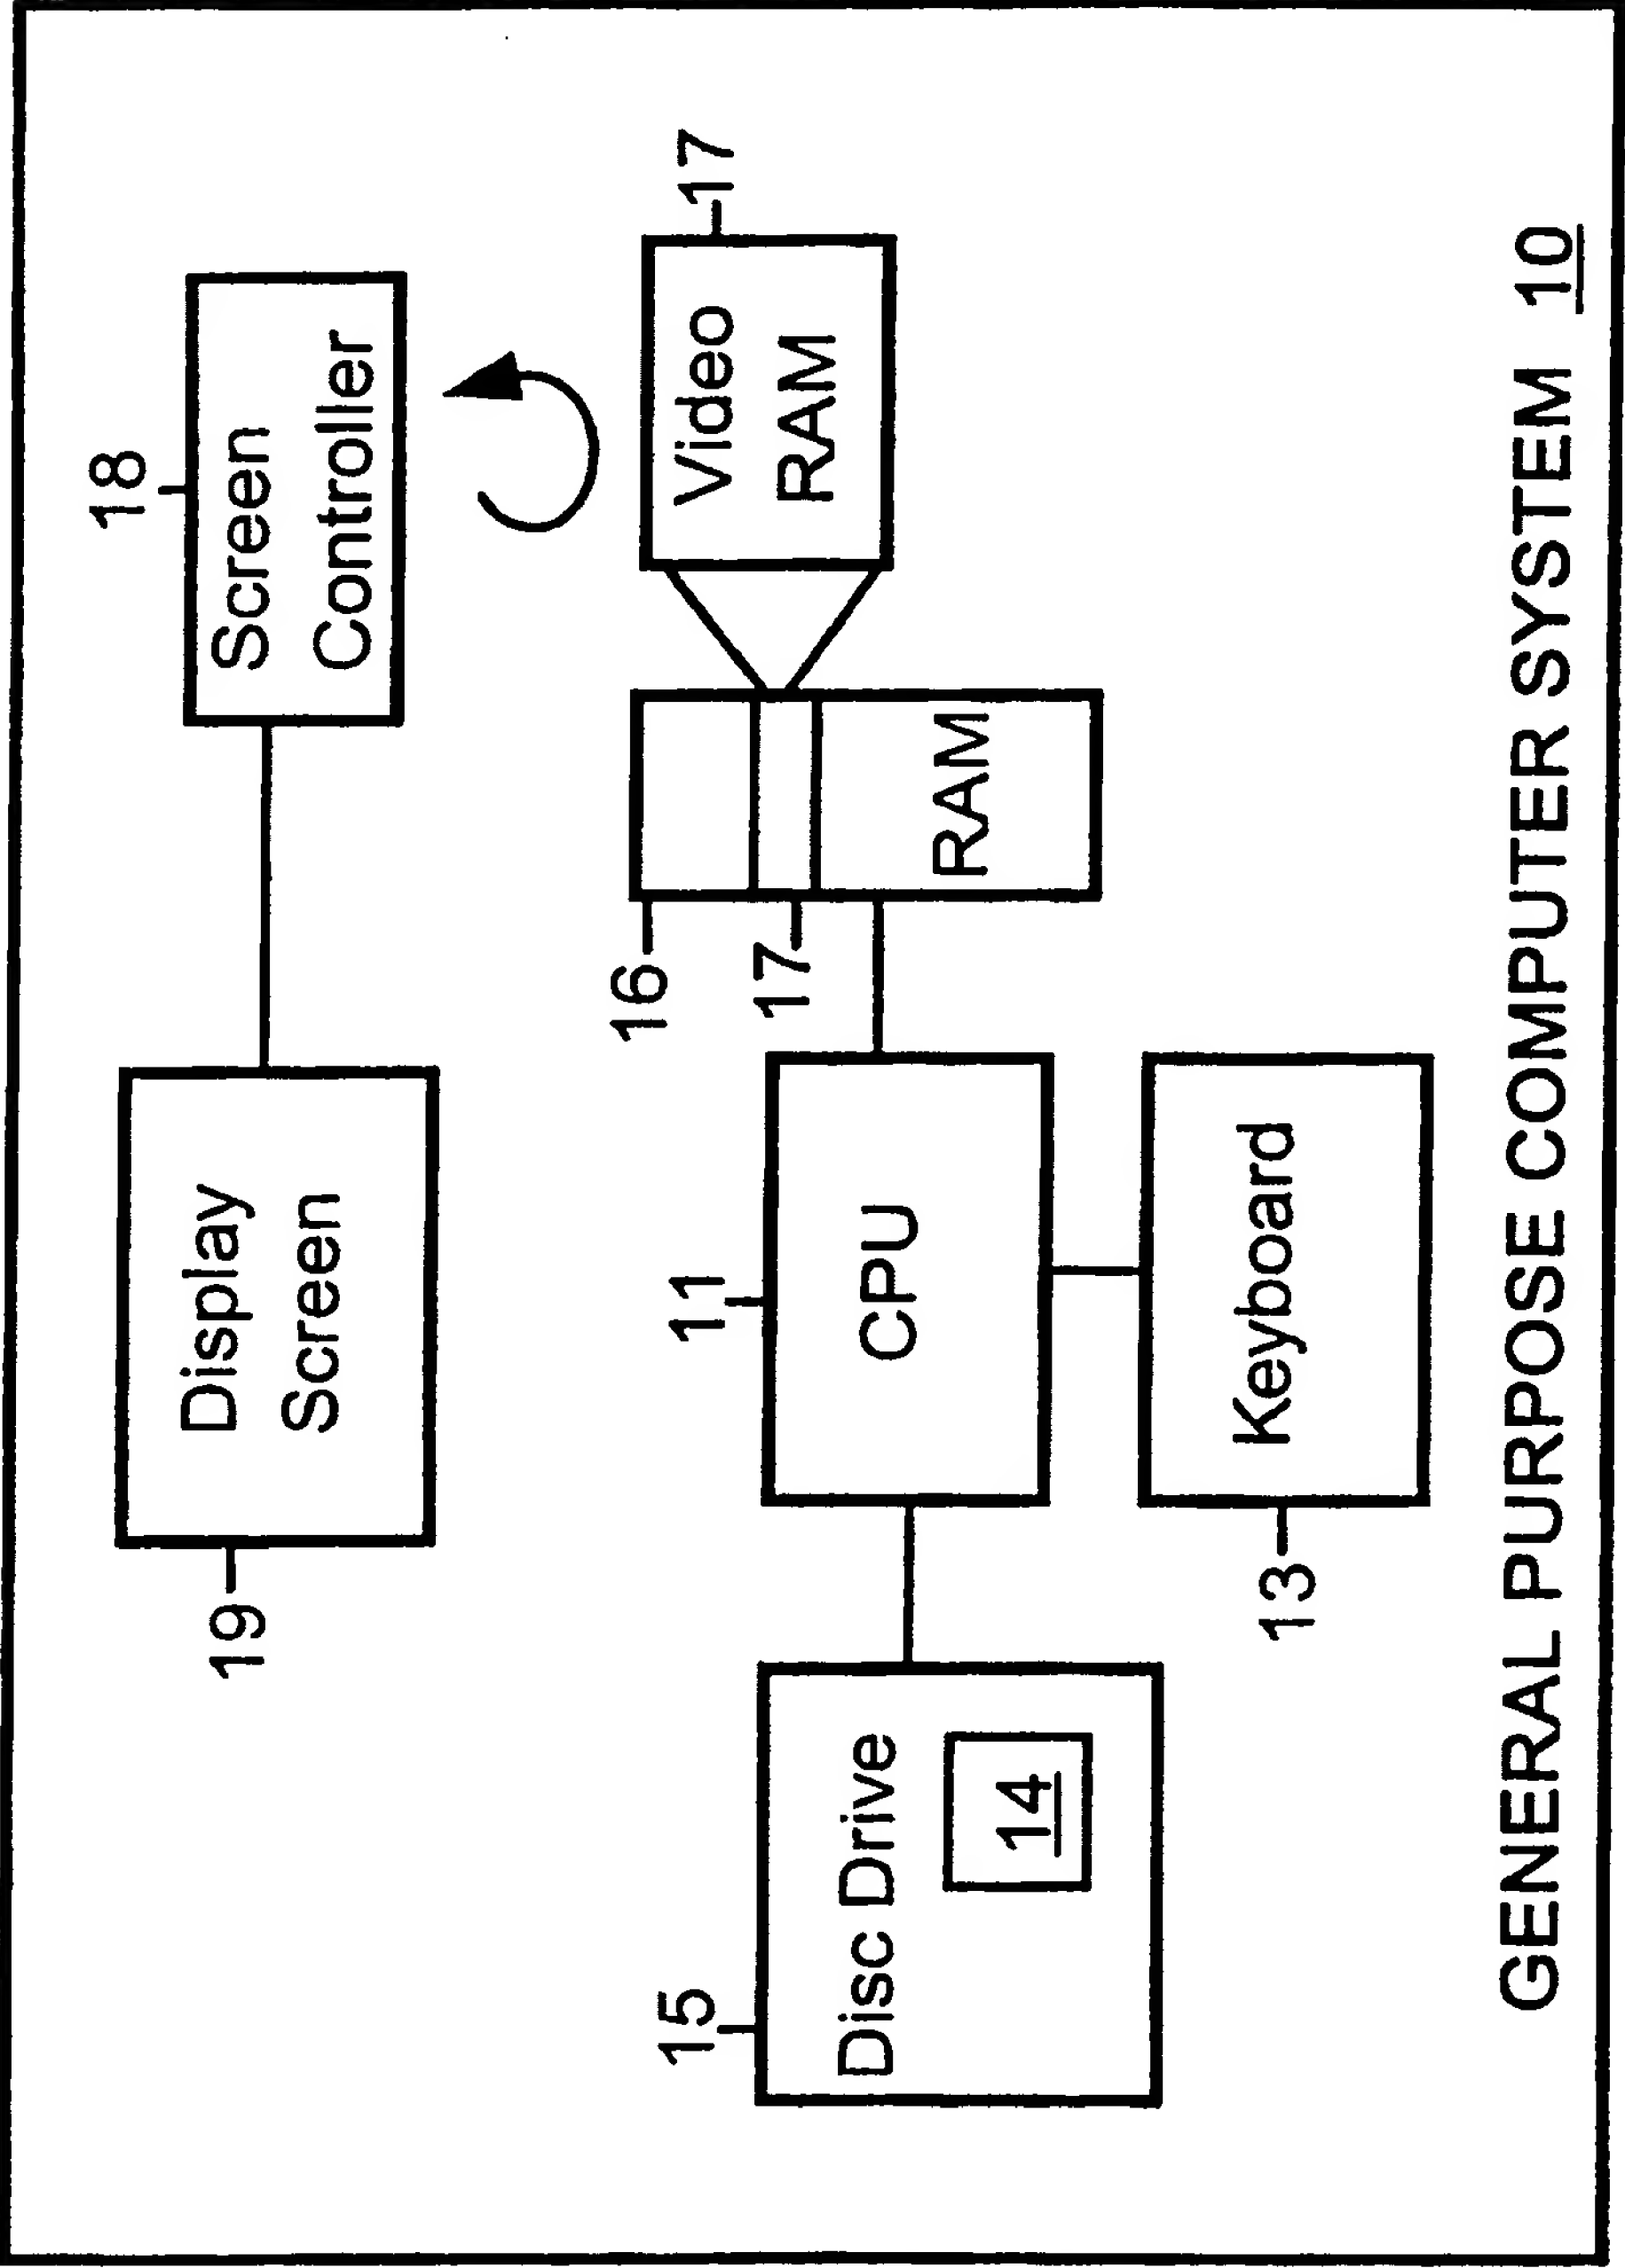 19
Display
Screen
18
Screen
Controller
15
Disc Drive
14
11
CPU
13
Keyboard
16
17
RAM
Video
RAM
17
GENERAL PURPOSE COMPUTER SYSTEM 10